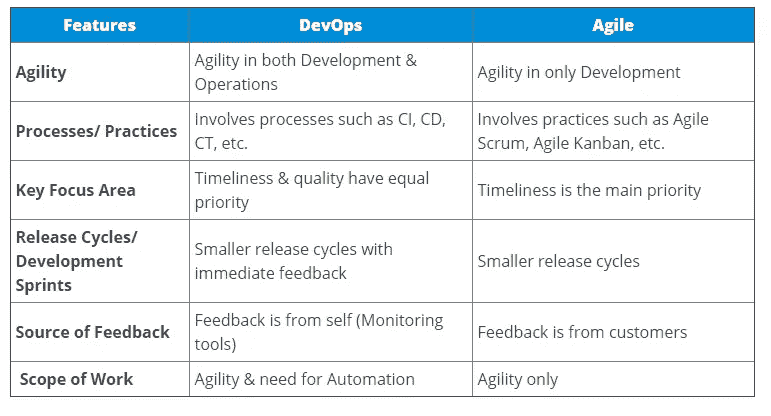 Features DevOps Agile
Agility
Agility in both Development &
Operations
Agility in only Development
Processes/ Practices
Involves processes such as CI, CD,
CT, etc.
Involves practices such as Agile
Scrum, Agile Kanban, etc.
Key Focus Area
Timeliness & quality have equal
priority
Timeliness is the main priority
Release Cycles/
Development
Sprints
Smaller release cycles with
immediate feedback
Smaller release cycles
Source of Feedback
Feedback is from self (Monitoring
tools)
Feedback is from customers
Scope of Work
Agility & need for Automation
Agility only